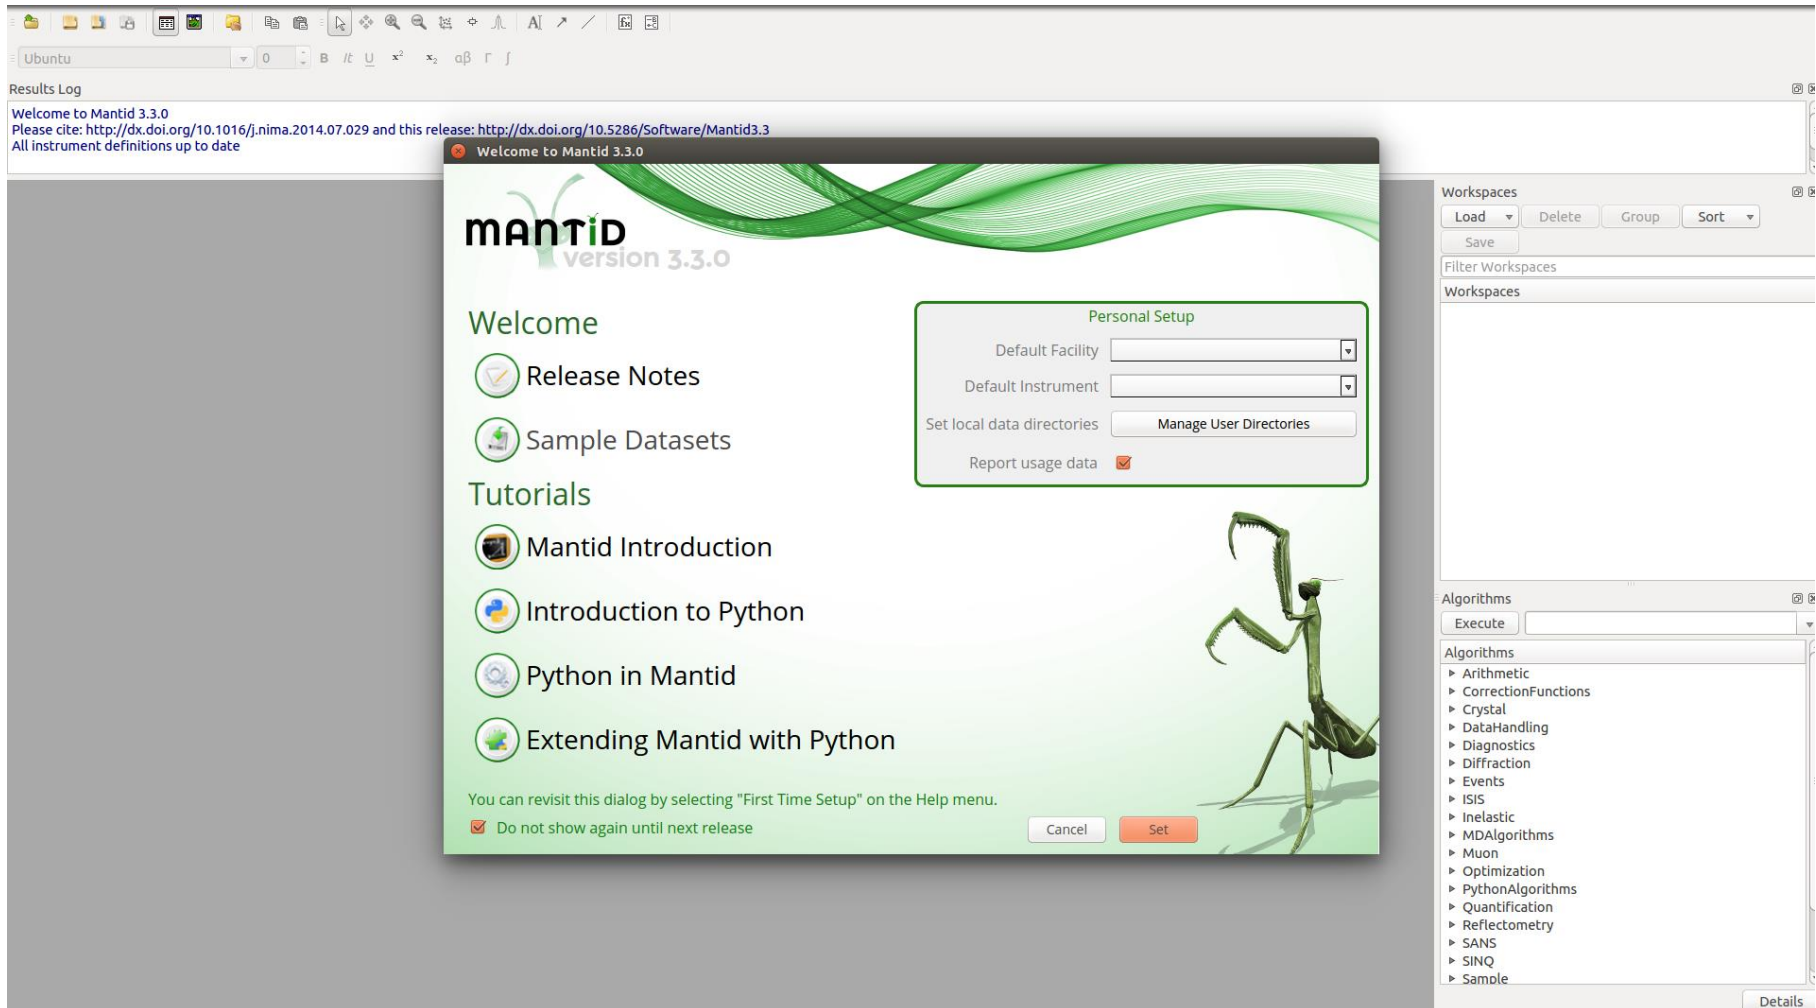 Ubuntu
0
B It U x² x₂ αβ Γ ∫
Results Log
Welcome to Mantid 3.3.0
Please cite: http://dx.doi.org/10.1016/j.nima.2014.07.029 and this release: http://dx.doi.org/10.5286/Software/Mantid3.3
All instrument definitions up to date
Welcome to Mantid 3.3.0
MANTiD
version 3.3.0
Welcome
Release Notes
Sample Datasets
Tutorials
Mantid Introduction
Introduction to Python
Python in Mantid
Extending Mantid with Python
You can revisit this dialog by selecting "First Time Setup" on the Help menu.
Do not show again until next release
Personal Setup
Default Facility
Default Instrument
Set local data directories Manage User Directories
Report usage data
Cancel Set
Workspaces
Load Delete Group Sort
Save
Filter Workspaces
Workspaces
Algorithms
Execute
Algorithms
Arithmetic
CorrectionFunctions
Crystal
DataHandling
Diagnostics
Diffraction
Events
ISIS
Inelastic
MDAlgorithms
Muon
Optimization
PythonAlgorithms
Quantification
Reflectometry
SANS
SINQ
Sample
Details